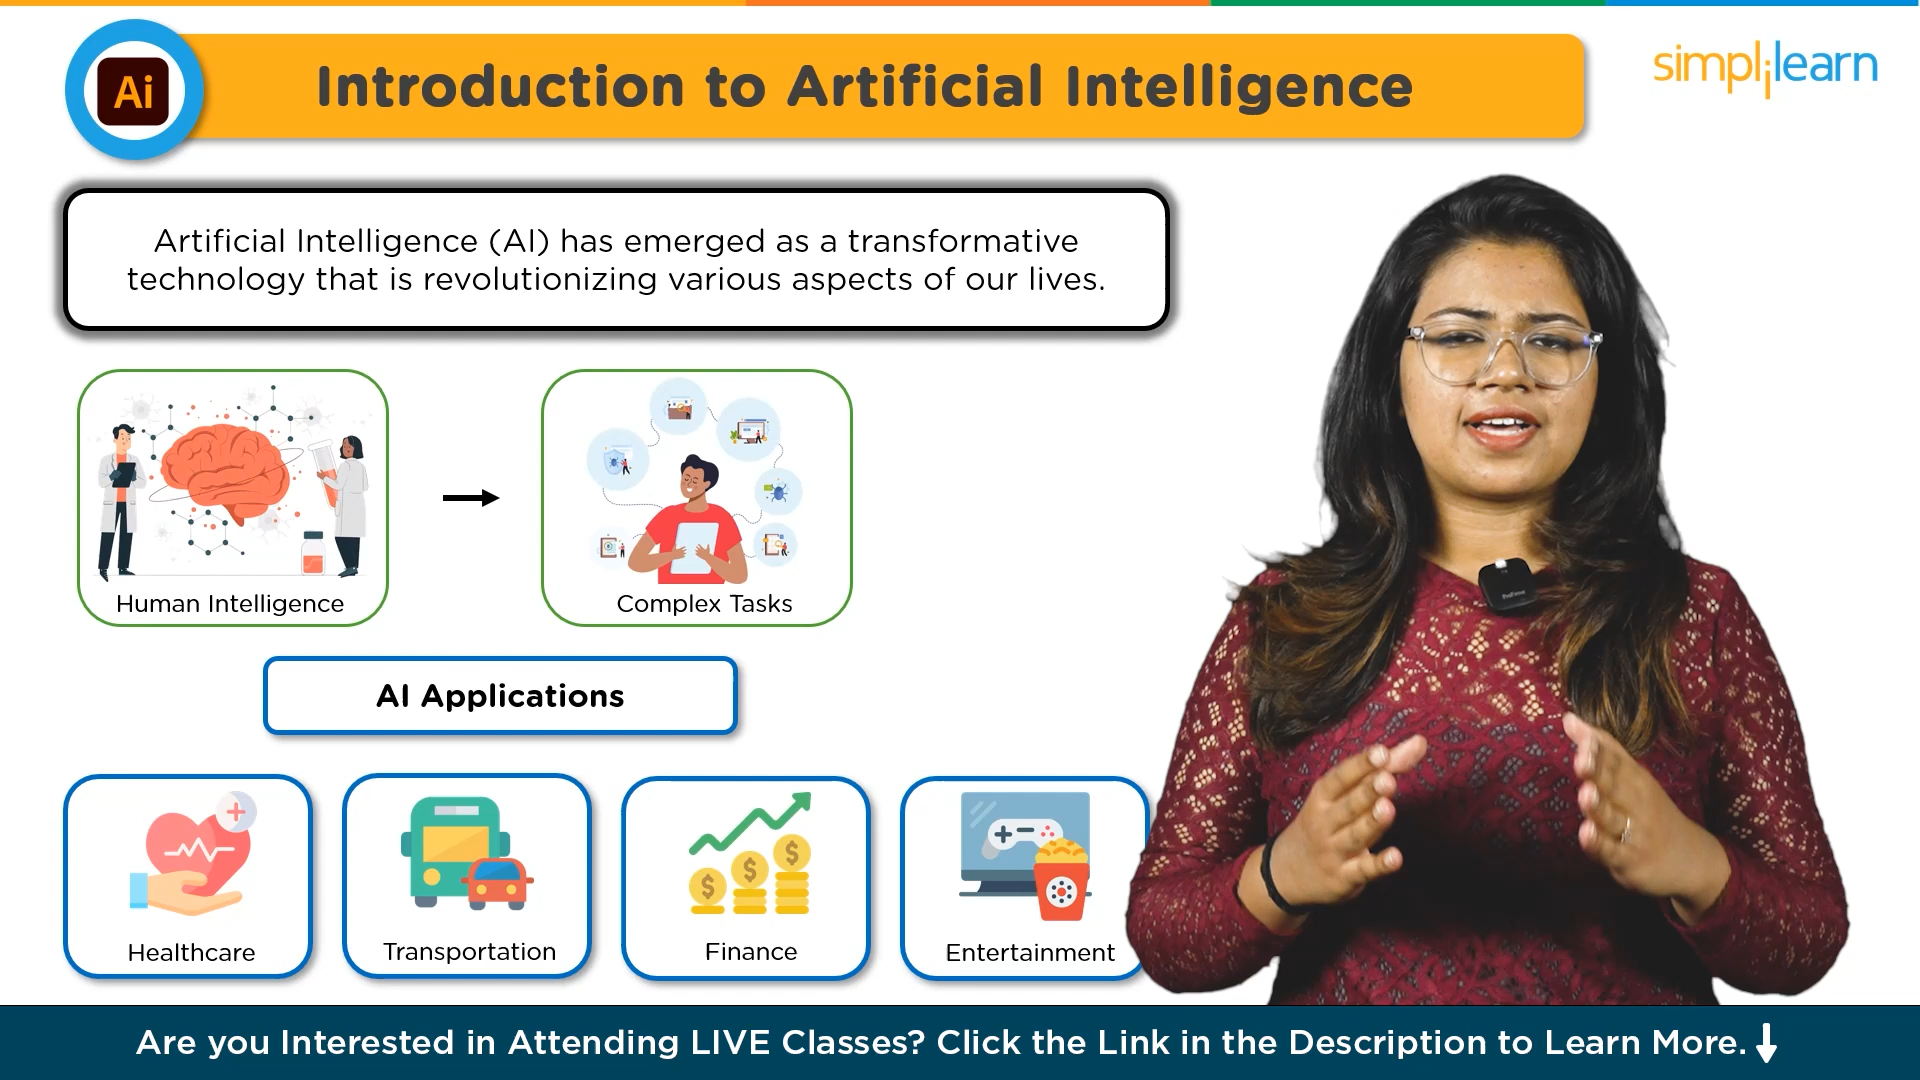 Ai
Introduction to Artificial Intelligence
simplilearn
Artificial Intelligence (AI) has emerged as a transformative
technology that is revolutionizing various aspects of our lives.
Human Intelligence
Complex Tasks
AI Applications
Healthcare
Transportation
Finance
Entertainment
Are you Interested in Attending LIVE Classes? Click the Link in the Description to Learn More.